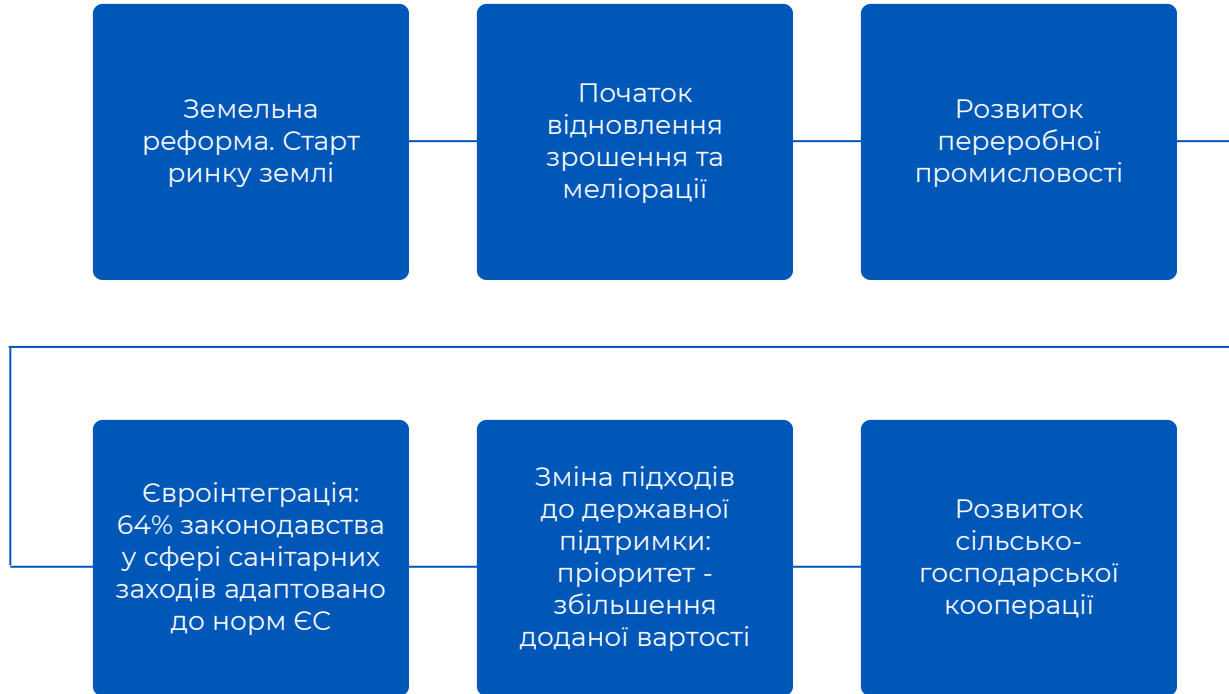 Земельна
реформа. Старт
ринку землі
Початок
відновлення
зрошення та
меліорації
Розвиток
переробної
промисловості
Євроінтеграція:
64% законодавства
у сфері санітарних
заходів адаптовано
до норм ЄС
Зміна підходів
до державної
підтримки:
пріоритет -
збільшення
доданої вартості
Розвиток
сільсько-
господарської
кооперації